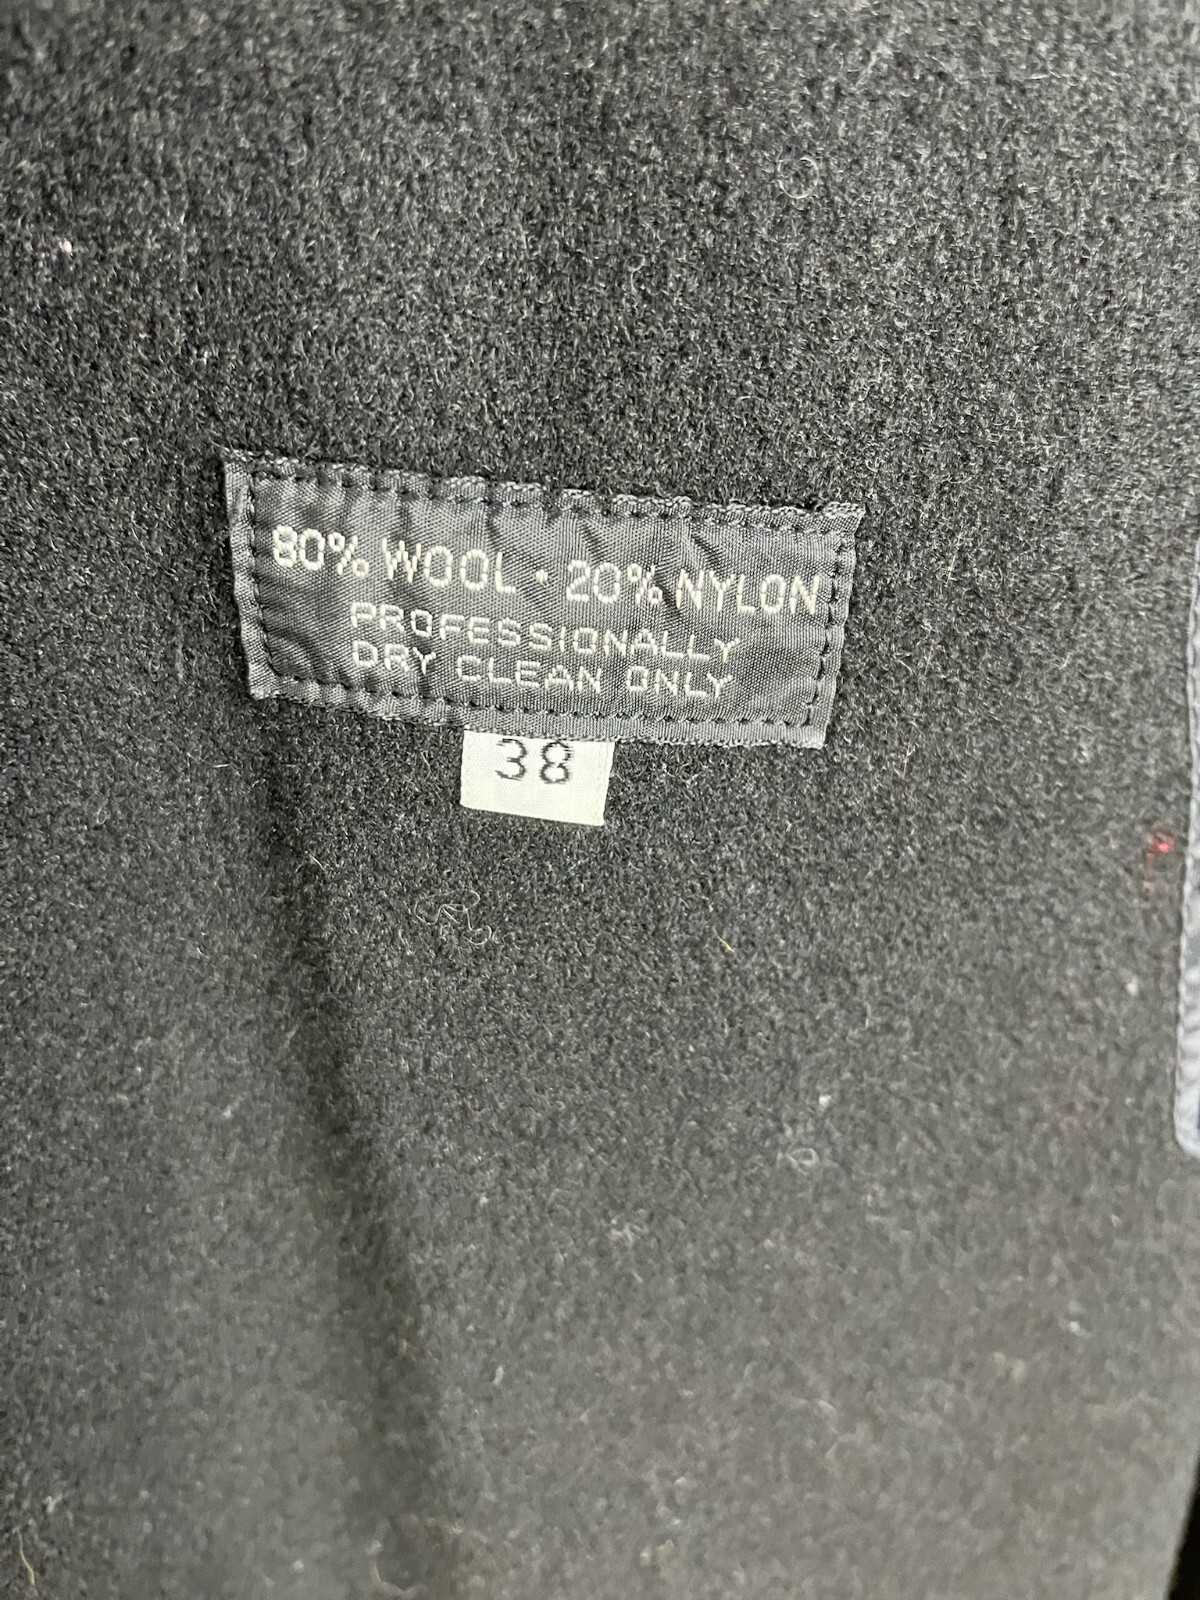 80% WOOL • 20% NYLON
PROFESSIONALLY
DRY CLEAN ONLY
38